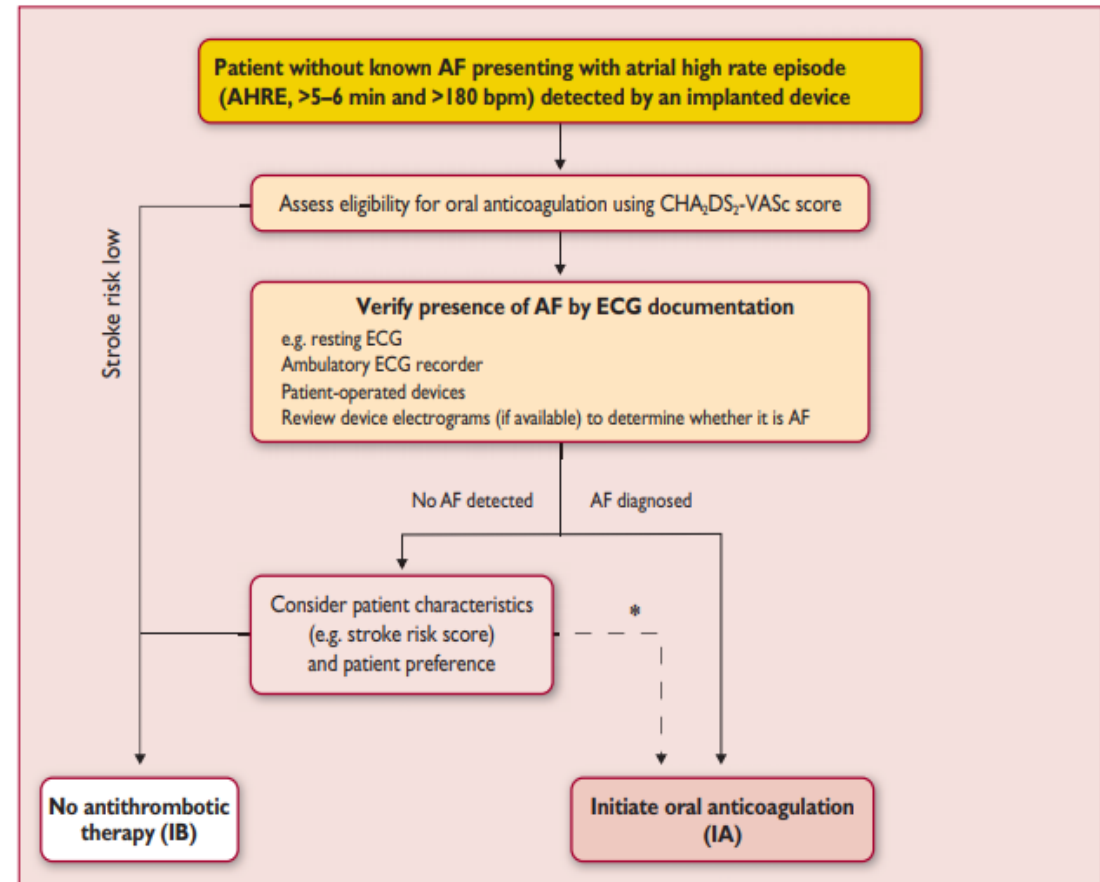 Patient without known AF presenting with atrial high rate episode
(AHRE, >5–6 min and >180 bpm) detected by an implanted device
Assess eligibility for oral anticoagulation using CHA₂DS₂-VASc score
Stroke risk low
Verify presence of AF by ECG documentation
e.g. resting ECG
Ambulatory ECG recorder
Patient-operated devices
Review device electrograms (if available) to determine whether it is AF
No AF detected
AF diagnosed
Consider patient characteristics
(e.g. stroke risk score)
and patient preference
*
No antithrombotic
therapy (IB)
Initiate oral anticoagulation
(IA)